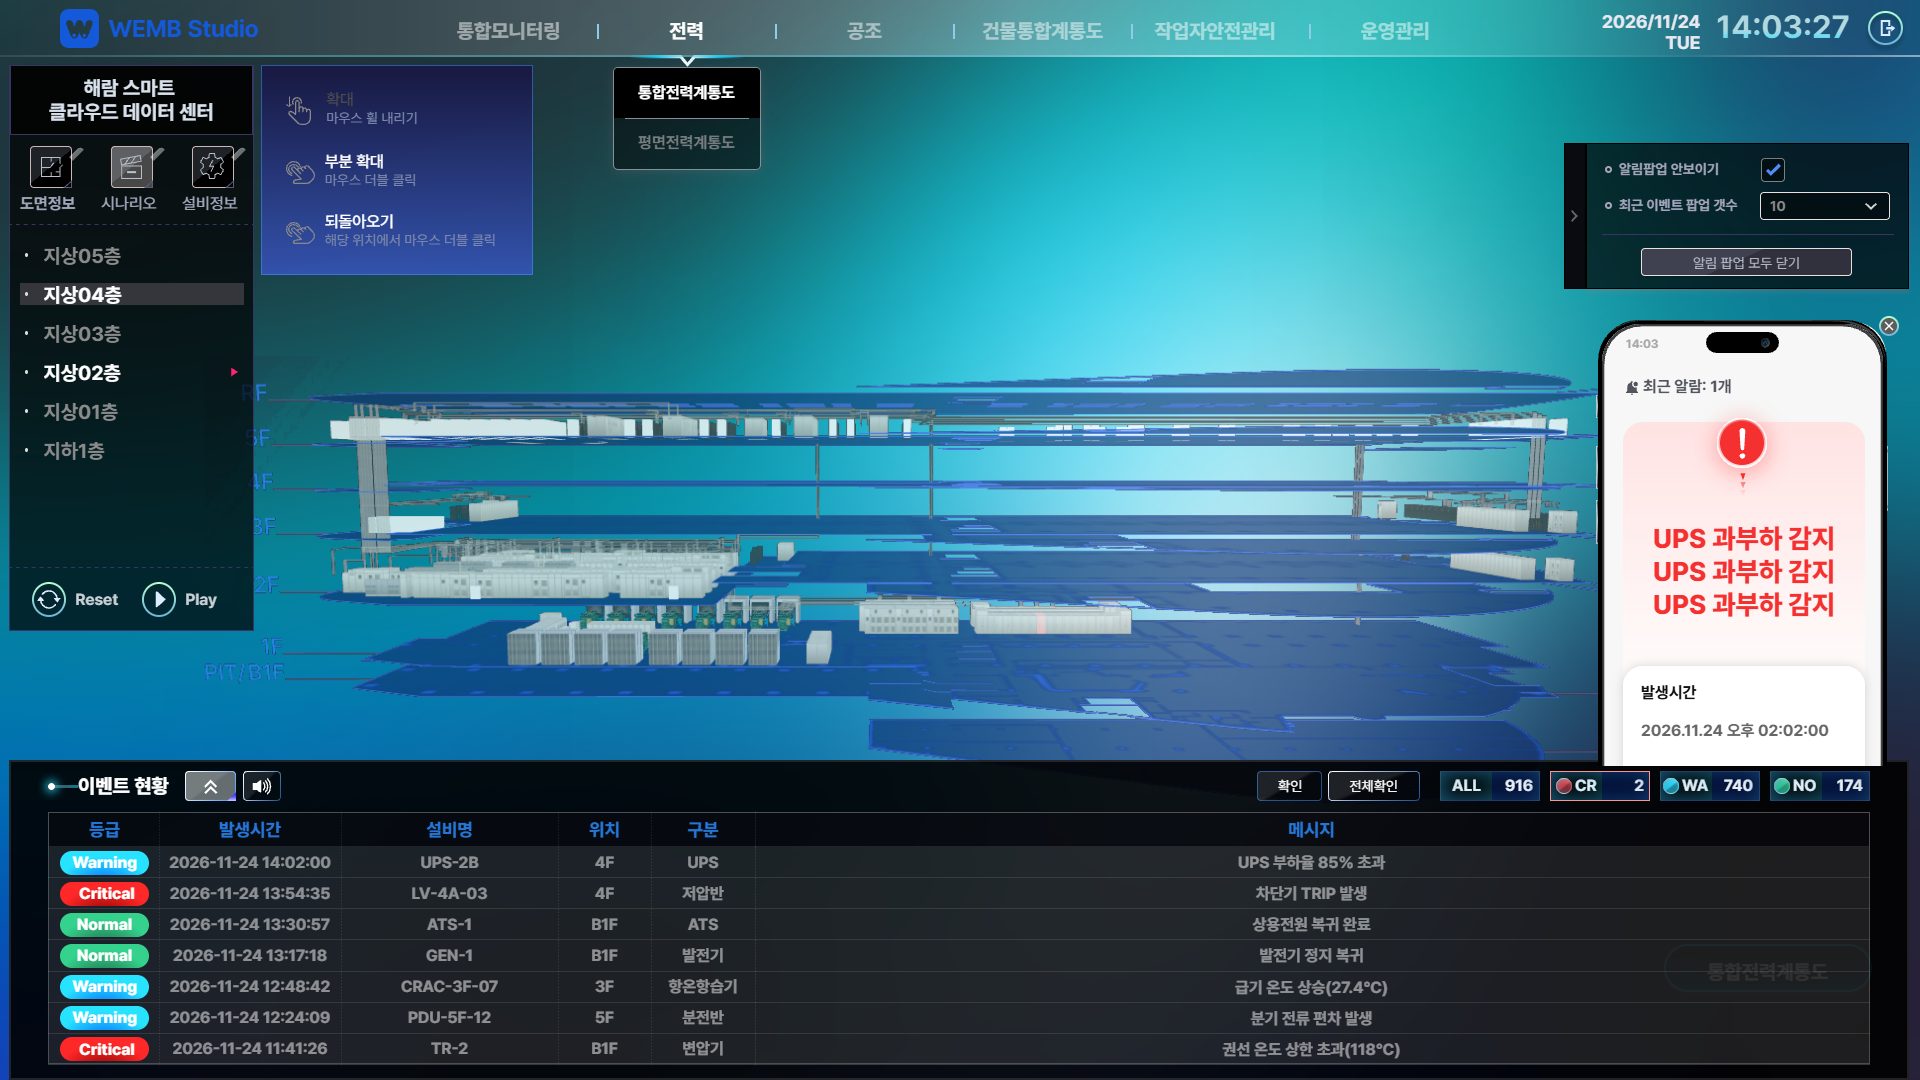 WEMB Studio
통합모니터링
전력
공조
건물통합계통도
작업자안전관리
운영관리
2026/11/24
TUE
14:03:27
해람 스마트
클라우드 데이터 센터
도면정보
시나리오
설비정보
지상05층
지상04층
지상03층
지상02층
지상01층
지하1층
Reset
Play
확대
마우스 휠 내리기
부분 확대
마우스 더블 클릭
되돌아오기
해당 위치에서 마우스 더블 클릭
통합전력계통도
평면전력계통도
RF
5F
4F
3F
2F
1F
PIT/B1F
알림팝업 안보이기
최근 이벤트 팝업 갯수
10
알림 팝업 모두 닫기
14:03
최근 알람: 1개
UPS 과부하 감지
UPS 과부하 감지
UPS 과부하 감지
발생시간
2026.11.24 오후 02:02:00
이벤트 현황
확인
전체확인
ALL 916
CR 2
WA 740
NO 174
등급 발생시간 설비명 위치 구분 메시지
Warning 2026-11-24 14:02:00 UPS-2B 4F UPS UPS 부하율 85% 초과
Critical 2026-11-24 13:54:35 LV-4A-03 4F 저압반 차단기 TRIP 발생
Normal 2026-11-24 13:30:57 ATS-1 B1F ATS 상용전원 복귀 완료
Normal 2026-11-24 13:17:18 GEN-1 B1F 발전기 발전기 정지 복귀
Warning 2026-11-24 12:48:42 CRAC-3F-07 3F 항온항습기 급기 온도 상승(27.4°C)
Warning 2026-11-24 12:24:09 PDU-5F-12 5F 분전반 분기 전류 편차 발생
Critical 2026-11-24 11:41:26 TR-2 B1F 변압기 권선 온도 상한 초과(118°C)
통합전력계통도